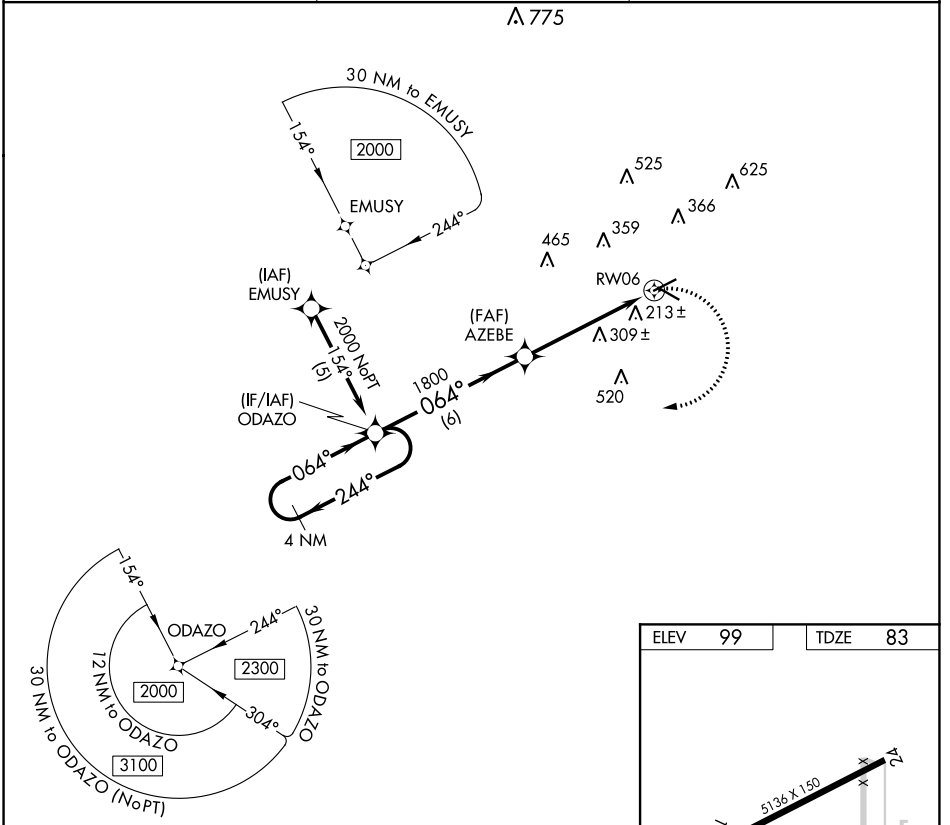 775
30 NM to EMUSY
154°
2000
EMUSY
244°
525
625
366
359
465
RW06
213±
309±
520
(IAF)
EMUSY
2000 NoPT
154°
(5)
(FAF)
AZEBE
1800
064°
(6)
(IF/IAF)
ODAZO
064°
244°
4 NM
154°
ODAZO
244°
30 NM to ODAZO
2300
2000
12 NM to ODAZO
304°
3100
30 NM to ODAZO (NoPT)
ELEV 99
TDZE 83
24
X
X
X
5136 X 150